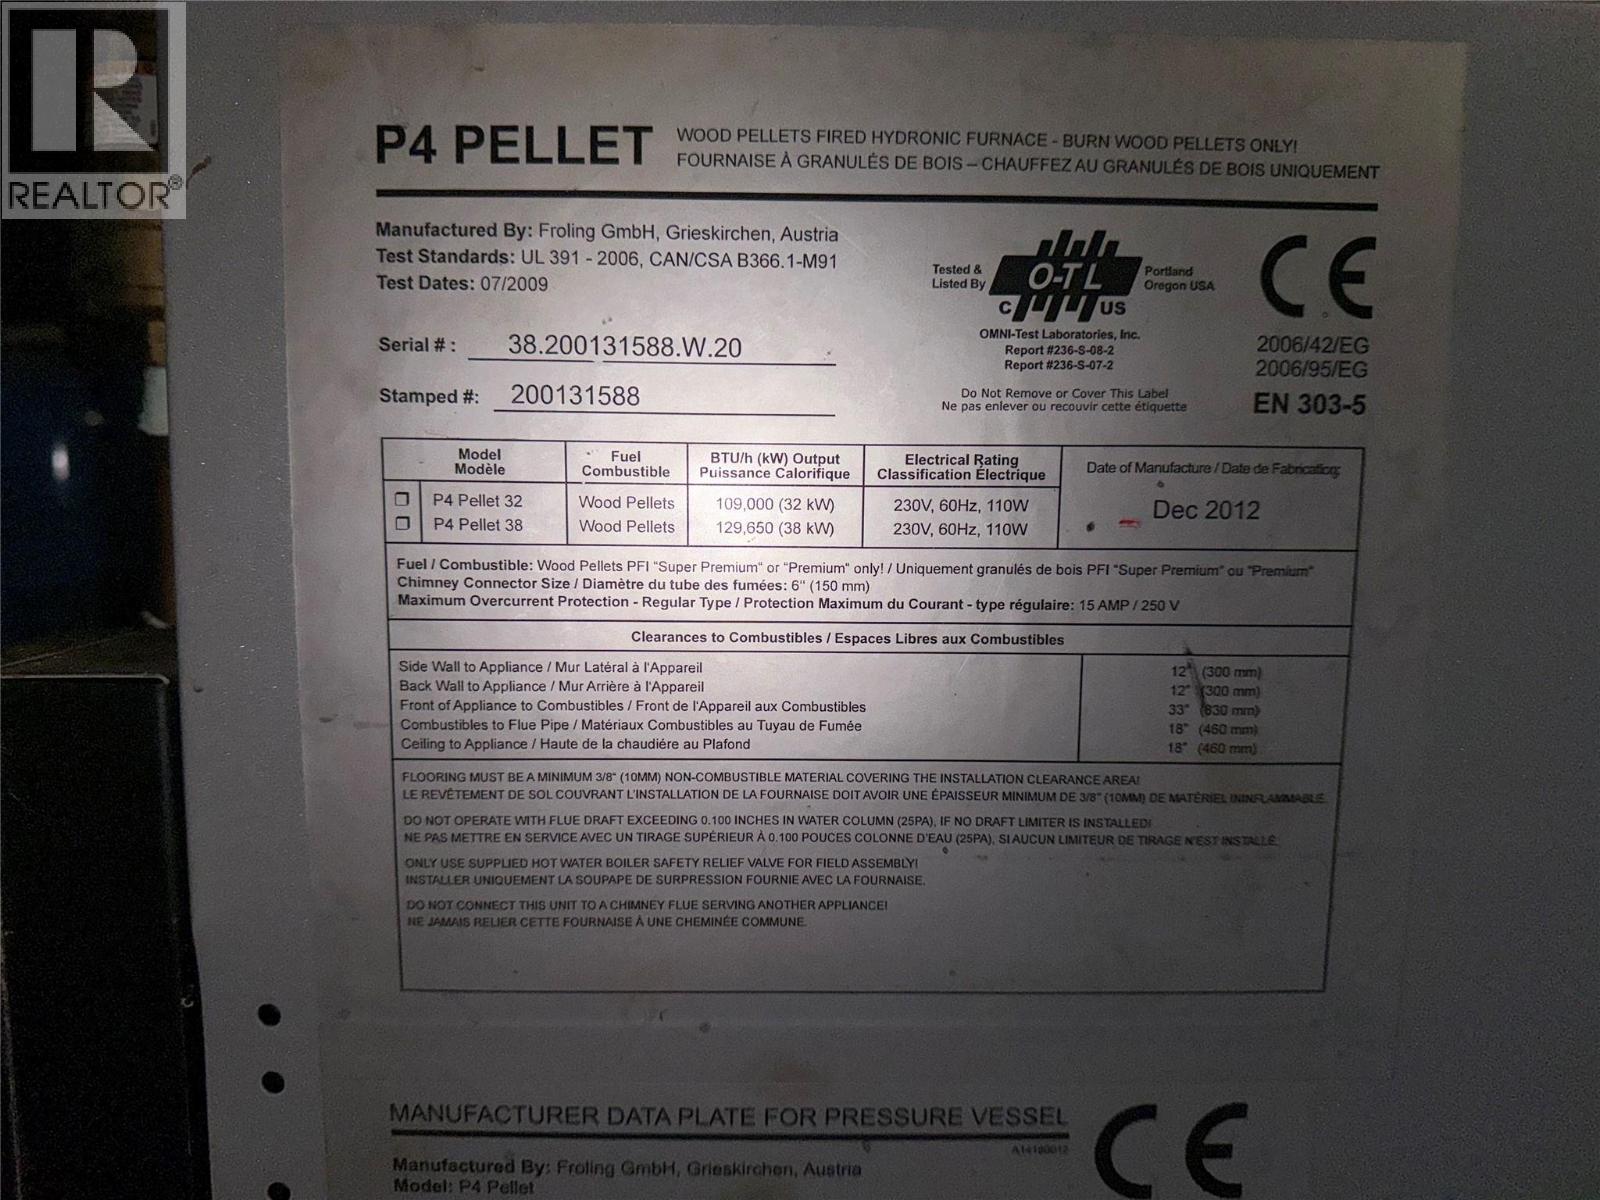 REALTOR®
P4 PELLET
WOOD PELLETS FIRED HYDRONIC FURNACE - BURN WOOD PELLETS ONLY!
FOURNAISE À GRANULÉS DE BOIS – CHAUFFEZ AU GRANULÉS DE BOIS UNIQUEMENT
Manufactured By: Froling GmbH, Grieskirchen, Austria
Test Standards: UL 391 - 2006, CAN/CSA B366.1-M91
Test Dates: 07/2009
Serial # : 38.200131588.W.20
Stamped #: 200131588
Tested &
Listed By
O-TL
C US
Portland
Oregon USA
OMNI-Test Laboratories, Inc.
Report #236-S-08-2
Report #236-S-07-2
Do Not Remove or Cover This Label
Ne pas enlever ou recouvir cette étiquette
CE
2006/42/EG
2006/95/EG
EN 303-5
Model
Modèle
Fuel
Combustible
BTU/h (kW) Output
Puissance Calorifique
Electrical Rating
Classification Électrique
Date of Manufacture / Date de Fabrication:
Dec 2012
P4 Pellet 32 Wood Pellets 109,000 (32 kW) 230V, 60Hz, 110W
P4 Pellet 38 Wood Pellets 129,650 (38 kW) 230V, 60Hz, 110W
Fuel / Combustible: Wood Pellets PFI "Super Premium" or "Premium" only! / Uniquement granulés de bois PFI "Super Premium" ou "Premium"
Chimney Connector Size / Diamètre du tube des fumées: 6" (150 mm)
Maximum Overcurrent Protection - Regular Type / Protection Maximum du Courant - type régulaire: 15 AMP / 250 V
Clearances to Combustibles / Espaces Libres aux Combustibles
Side Wall to Appliance / Mur Latéral à l'Appareil 12" (300 mm)
Back Wall to Appliance / Mur Arrière à l'Appareil 12" (300 mm)
Front of Appliance to Combustibles / Front de l'Appareil aux Combustibles 33" (830 mm)
Combustibles to Flue Pipe / Matériaux Combustibles au Tuyau de Fumée 18" (460 mm)
Ceiling to Appliance / Haute de la chaudiére au Plafond 18" (460 mm)
FLOORING MUST BE A MINIMUM 3/8" (10MM) NON-COMBUSTIBLE MATERIAL COVERING THE INSTALLATION CLEARANCE AREA!
LE REVÊTEMENT DE SOL COUVRANT L'INSTALLATION DE LA FOURNAISE DOIT AVOIR UNE ÉPAISSEUR MINIMUM DE 3/8" (10MM) DE MATÉRIEL ININFLAMMABLE.
DO NOT OPERATE WITH FLUE DRAFT EXCEEDING 0.100 INCHES IN WATER COLUMN (25PA), IF NO DRAFT LIMITER IS INSTALLED!
NE PAS METTRE EN SERVICE AVEC UN TIRAGE SUPÉRIEUR À 0.100 POUCES COLONNE D'EAU (25PA), SI AUCUN LIMITEUR DE TIRAGE N'EST INSTALLÉ.
ONLY USE SUPPLIED HOT WATER BOILER SAFETY RELIEF VALVE FOR FIELD ASSEMBLY!
INSTALLER UNIQUEMENT LA SOUPAPE DE SURPRESSION FOURNIE AVEC LA FOURNAISE.
DO NOT CONNECT THIS UNIT TO A CHIMNEY FLUE SERVING ANOTHER APPLIANCE!
NE JAMAIS RELIER CETTE FOURNAISE À UNE CHEMINÉE COMMUNE.
MANUFACTURER DATA PLATE FOR PRESSURE VESSEL
CE
Manufactured By: Froling GmbH, Grieskirchen, Austria
Model: P4 Pellet